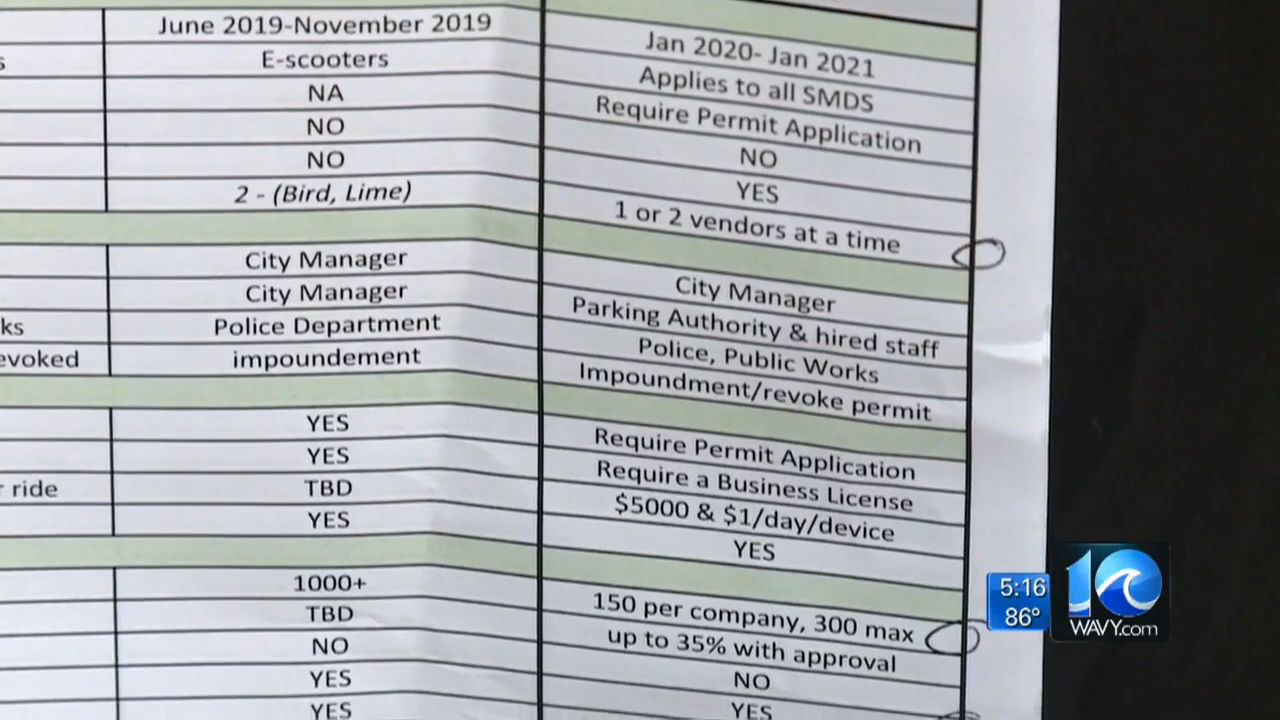 June 2019-November 2019 Jan 2020- Jan 2021
s E-scooters Applies to all SMDS
NA Require Permit Application
NO NO
NO YES
2 - (Bird, Lime) 1 or 2 vendors at a time
City Manager City Manager
City Manager Parking Authority & hired staff
ks Police Department Police, Public Works
evoked impoundement Impoundment/revoke permit
YES Require Permit Application
YES Require a Business License
r ride TBD $5000 & $1/day/device
YES YES
1000+ 150 per company, 300 max
TBD up to 35% with approval
NO NO
YES YES
YES
5:16
86°
10
WAVY.com